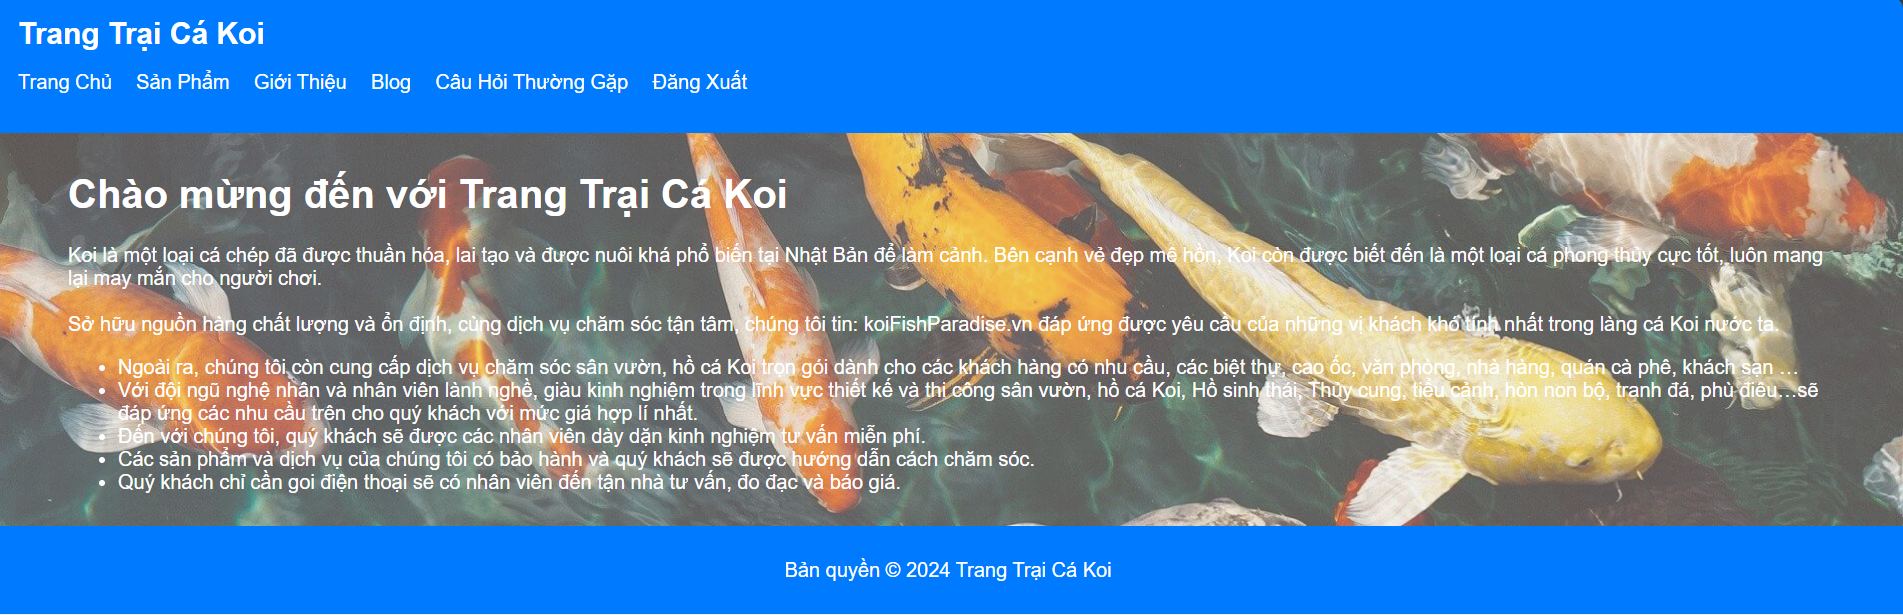 Trang Trại Cá Koi
Trang Chủ Sản Phẩm Giới Thiệu Blog Câu Hỏi Thường Gặp Đăng Xuất
Chào mừng đến với Trang Trại Cá Koi
Koi là một loại cá chép đã được thuần hóa, lai tạo và được nuôi khá phổ biến tại Nhật Bản để làm cảnh. Bên cạnh vẻ đẹp mê hồn, Koi còn được biết đến là một loại cá phong thủy cực tốt, luôn mang
lại may mắn cho người chơi.
Sở hữu nguồn hàng chất lượng và ổn định, cùng dịch vụ chăm sóc tận tâm, chúng tôi tin: koiFishParadise.vn đáp ứng được yêu cầu của những vị khách khó tính nhất trong làng cá Koi nước ta.
• Ngoài ra, chúng tôi còn cung cấp dịch vụ chăm sóc sân vườn, hồ cá Koi trọn gói dành cho các khách hàng có nhu cầu, các biệt thự, cao ốc, văn phòng, nhà hàng, quán cà phê, khách sạn …
• Với đội ngũ nghệ nhân và nhân viên lành nghề, giàu kinh nghiệm trong lĩnh vực thiết kế và thi công sân vườn, hồ cá Koi, Hồ sinh thái, Thủy cung, tiểu cảnh, hòn non bộ, tranh đá, phù điêu…sẽ
đáp ứng các nhu cầu trên cho quý khách với mức giá hợp lí nhất.
• Đến với chúng tôi, quý khách sẽ được các nhân viên dày dặn kinh nghiệm tư vấn miễn phí.
• Các sản phẩm và dịch vụ của chúng tôi có bảo hành và quý khách sẽ được hướng dẫn cách chăm sóc.
• Quý khách chỉ cần goi điện thoại sẽ có nhân viên đến tận nhà tư vấn, đo đạc và báo giá.
Bản quyền © 2024 Trang Trại Cá Koi